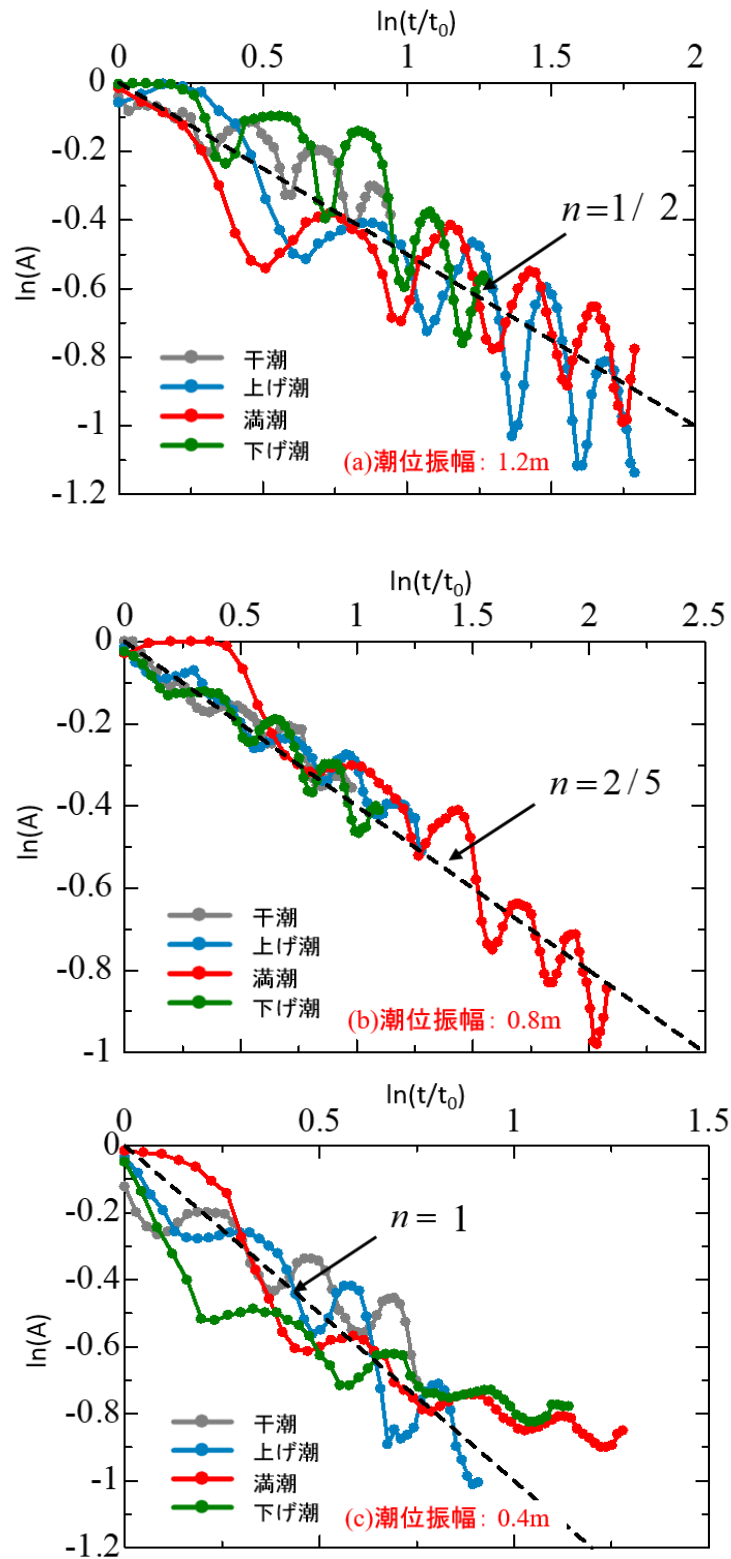 ln(t/t₀)
0 0.5 1 1.5 2
0
-0.2
-0.4
-0.6
-0.8
-1
-1.2
ln(A)
n=1/2
干潮
上げ潮
満潮
下げ潮
(a)潮位振幅: 1.2m
ln(t/t₀)
0 0.5 1 1.5 2 2.5
0
-0.2
-0.4
-0.6
-0.8
-1
ln(A)
n=2/5
干潮
上げ潮
満潮
下げ潮
(b)潮位振幅: 0.8m
ln(t/t₀)
0 0.5 1 1.5
0
-0.2
-0.4
-0.6
-0.8
-1
-1.2
ln(A)
n= 1
干潮
上げ潮
満潮
下げ潮
(c)潮位振幅: 0.4m